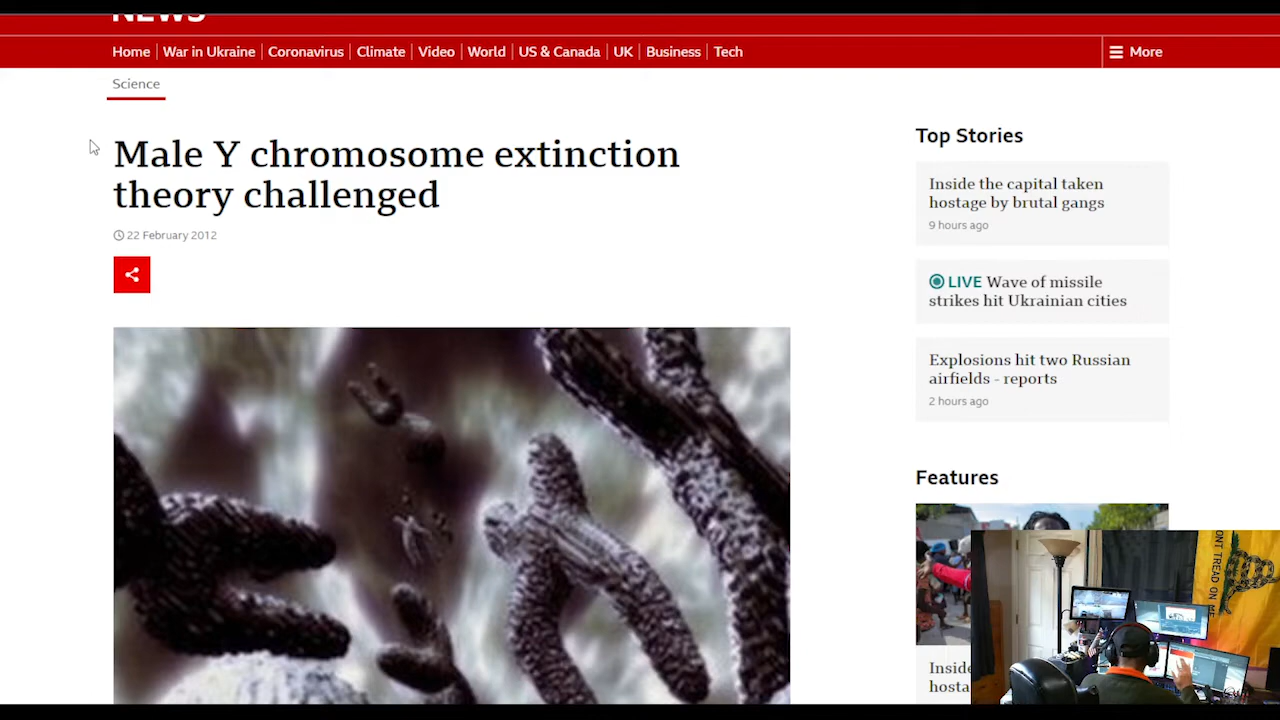 NEWS
Home
War in Ukraine
Coronavirus
Climate
Video
World
US & Canada
UK
Business
Tech
More
Science
Male Y chromosome extinction
theory challenged
22 February 2012
Top Stories
Inside the capital taken
hostage by brutal gangs
9 hours ago
LIVE Wave of missile
strikes hit Ukrainian cities
Explosions hit two Russian
airfields - reports
2 hours ago
Features
Inside
hosta
ONT TREAD ON ME